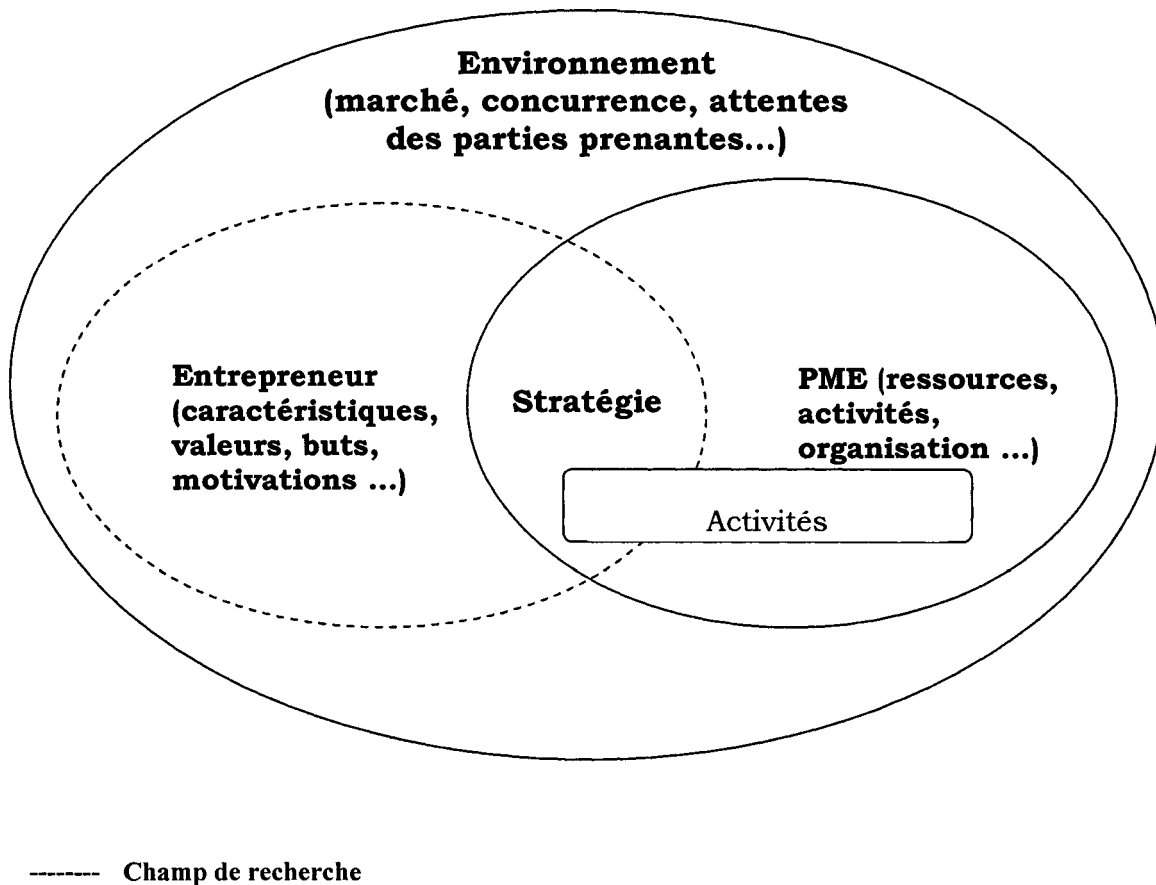 Environnement
(marché, concurrence, attentes
des parties prenantes...)
Entrepreneur
(caractéristiques,
valeurs, buts,
motivations ...)
Stratégie
PME (ressources,
activités,
organisation ...)
Activités
-------- Champ de recherche